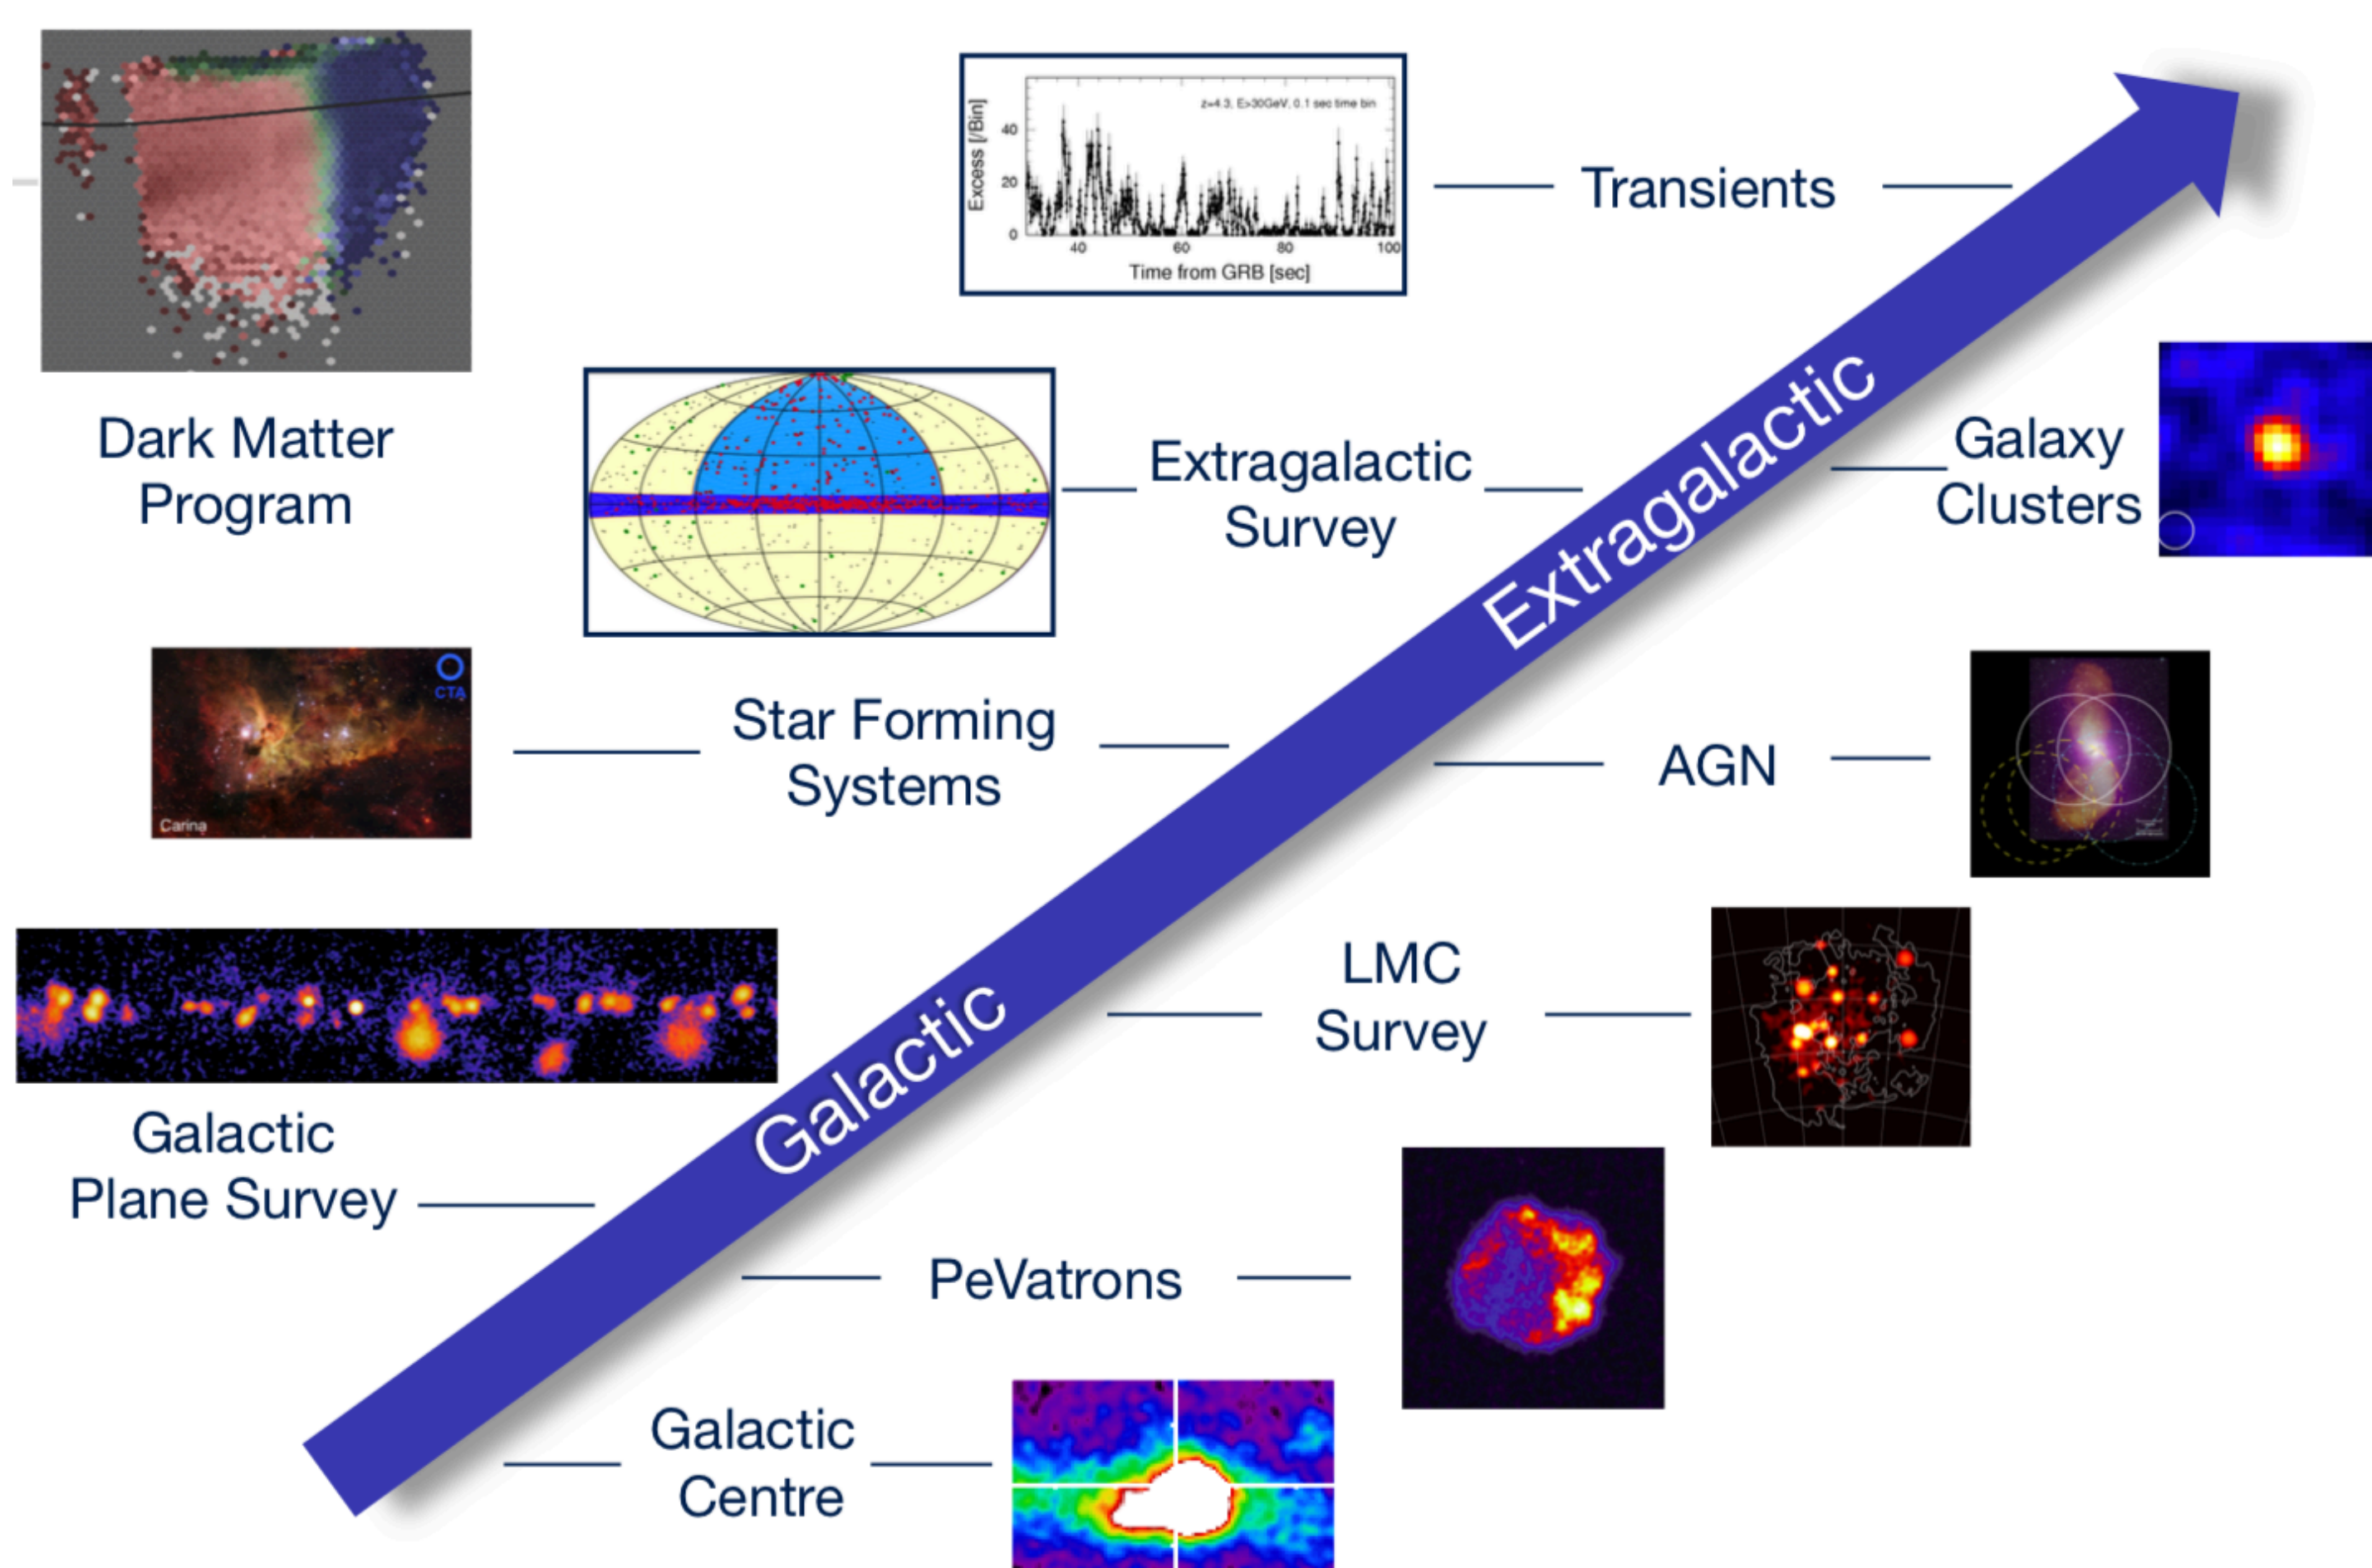 z=4.3, E>30GeV, 0.1 sec time bin
Excess [/Bin]
40
20
0
40 60 80 100
Time from GRB [sec]
Transients
Dark Matter
Program
Extragalactic
Survey
Extragalactic
Galaxy
Clusters
CTA
Carina
Star Forming
Systems
AGN
LMC
Survey
Galactic
Galactic
Plane Survey
PeVatrons
Galactic
Centre